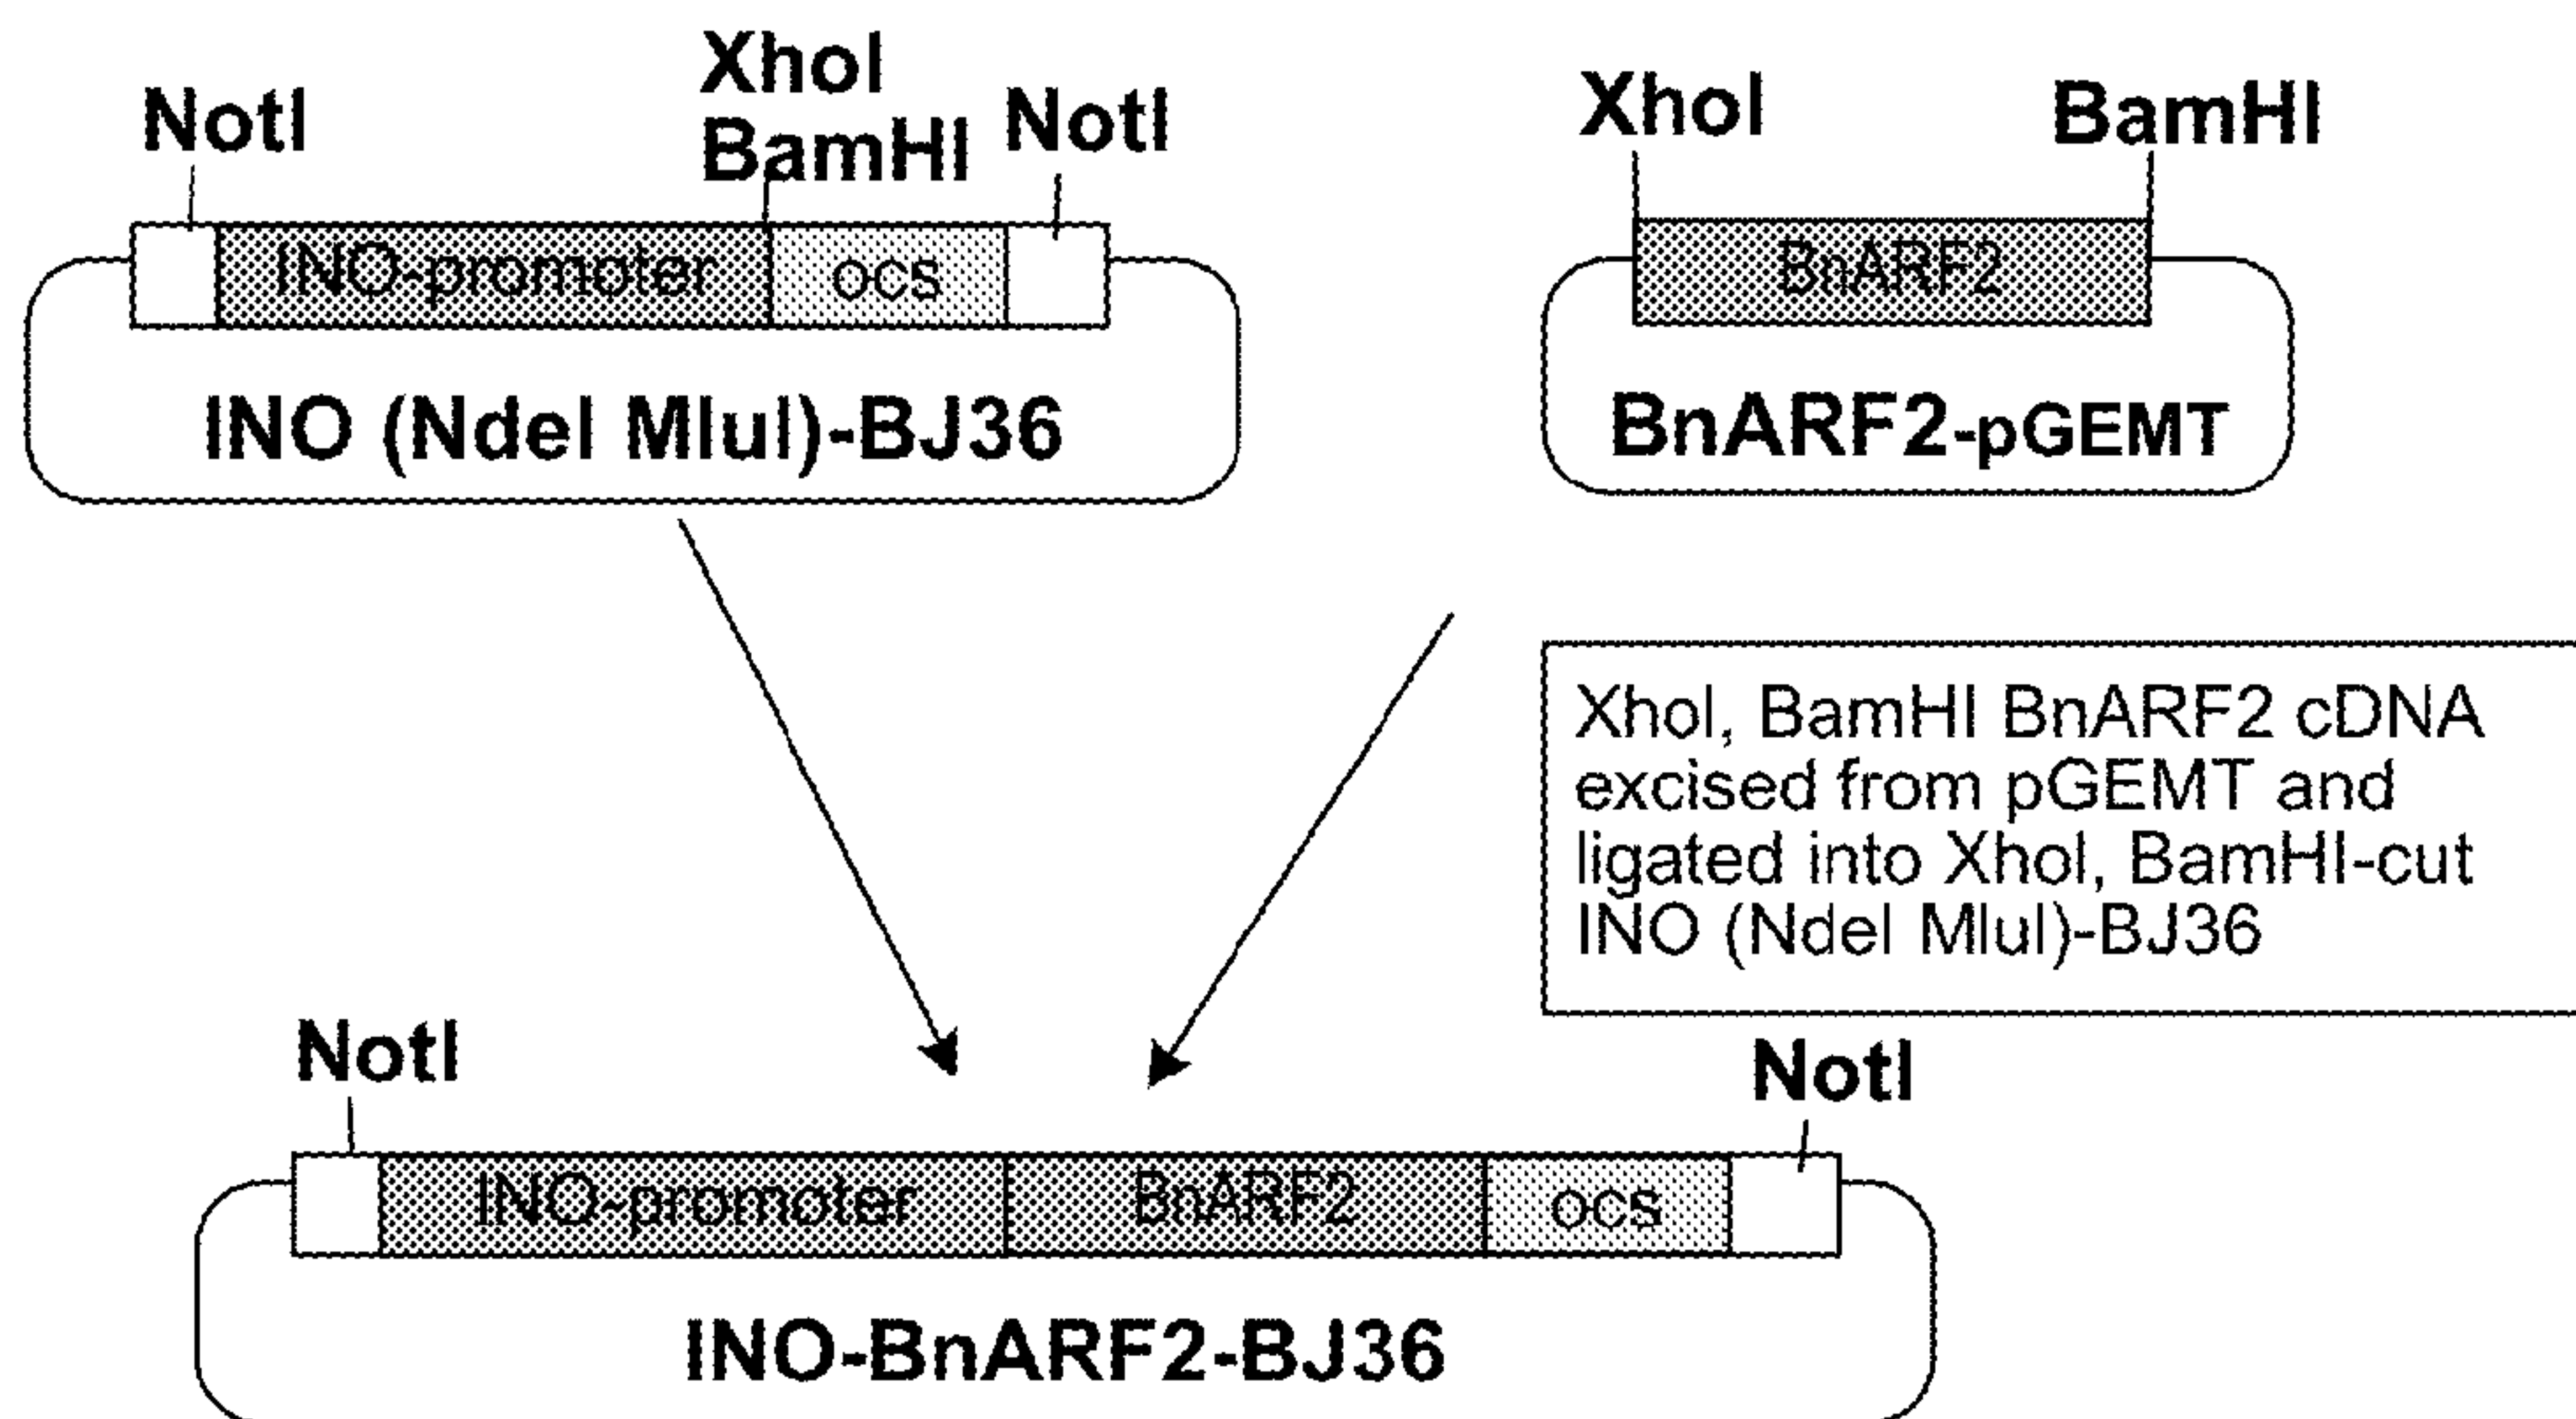 XhoI
NotI
BamHI
NotI
INO-promoter
ocs
INO (NdeI MluI)-BJ36
XhoI
BamHI
BnARF2
BnARF2-pGEMT
XhoI, BamHI BnARF2 cDNA
excised from pGEMT and
ligated into XhoI, BamHI-cut
INO (NdeI MluI)-BJ36
NotI
NotI
INO-promoter
BnARF2
ocs
INO-BnARF2-BJ36